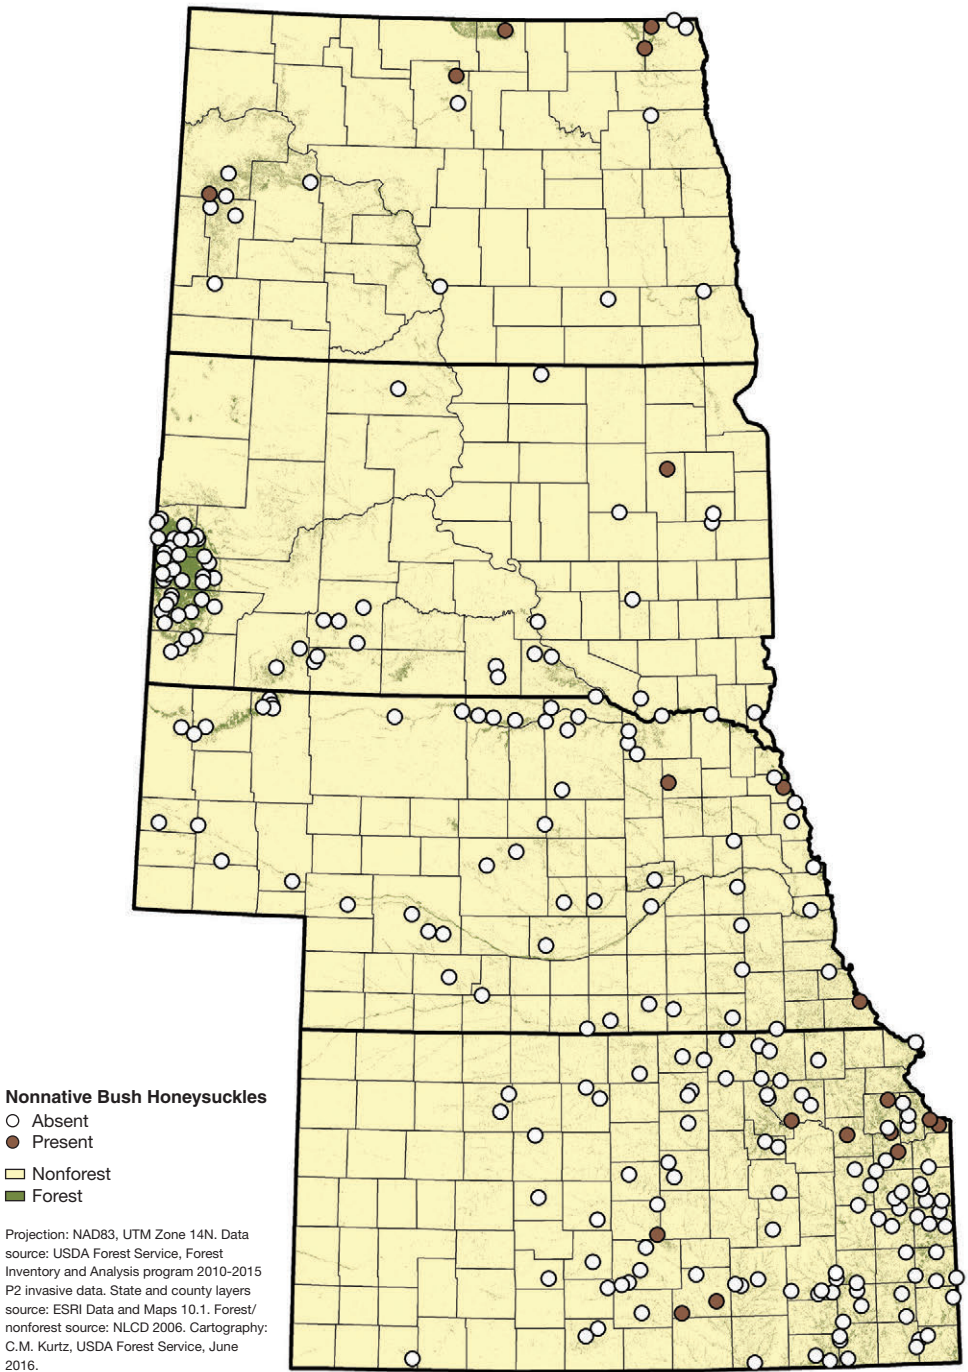 Nonnative Bush Honeysuckles
Absent
Present
Nonforest
Forest
Projection: NAD83, UTM Zone 14N. Data
source: USDA Forest Service, Forest
Inventory and Analysis program 2010-2015
P2 invasive data. State and county layers
source: ESRI Data and Maps 10.1. Forest/
nonforest source: NLCD 2006. Cartography:
C.M. Kurtz, USDA Forest Service, June
2016.